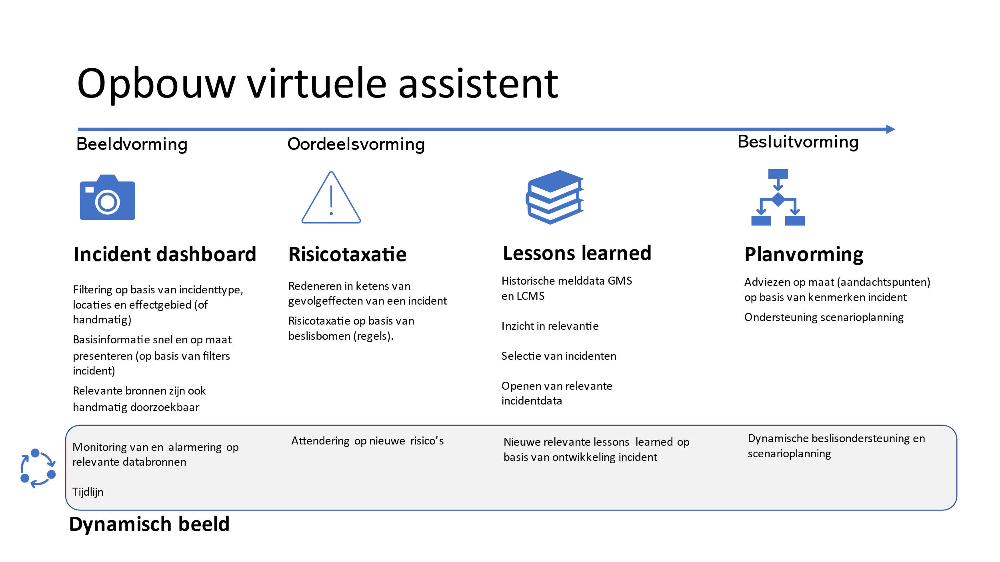 Opbouw virtuele assistent
Beeldvorming
Oordeelsvorming
Besluitvorming
Incident dashboard
Filtering op basis van incidenttype,
locaties en effectgebied (of
handmatig)
Basisinformatie snel en op maat
presenteren (op basis van filters
incident)
Relevante bronnen zijn ook
handmatig doorzoekbaar
Risicotaxatie
Redeneren in ketens van
gevolgeffecten van een incident
Risicotaxatie op basis van
beslisbomen (regels).
Lessons learned
Historische melddata GMS
en LCMS
Inzicht in relevantie
Selectie van incidenten
Openen van relevante
incidentdata
Planvorming
Adviezen op maat (aandachtspunten)
op basis van kenmerken incident
Ondersteuning scenarioplanning
Monitoring van en alarmering op
relevante databronnen
Tijdlijn
Attendering op nieuwe risico’s
Nieuwe relevante lessons learned op
basis van ontwikkeling incident
Dynamische beslisondersteuning en
scenarioplanning
Dynamisch beeld